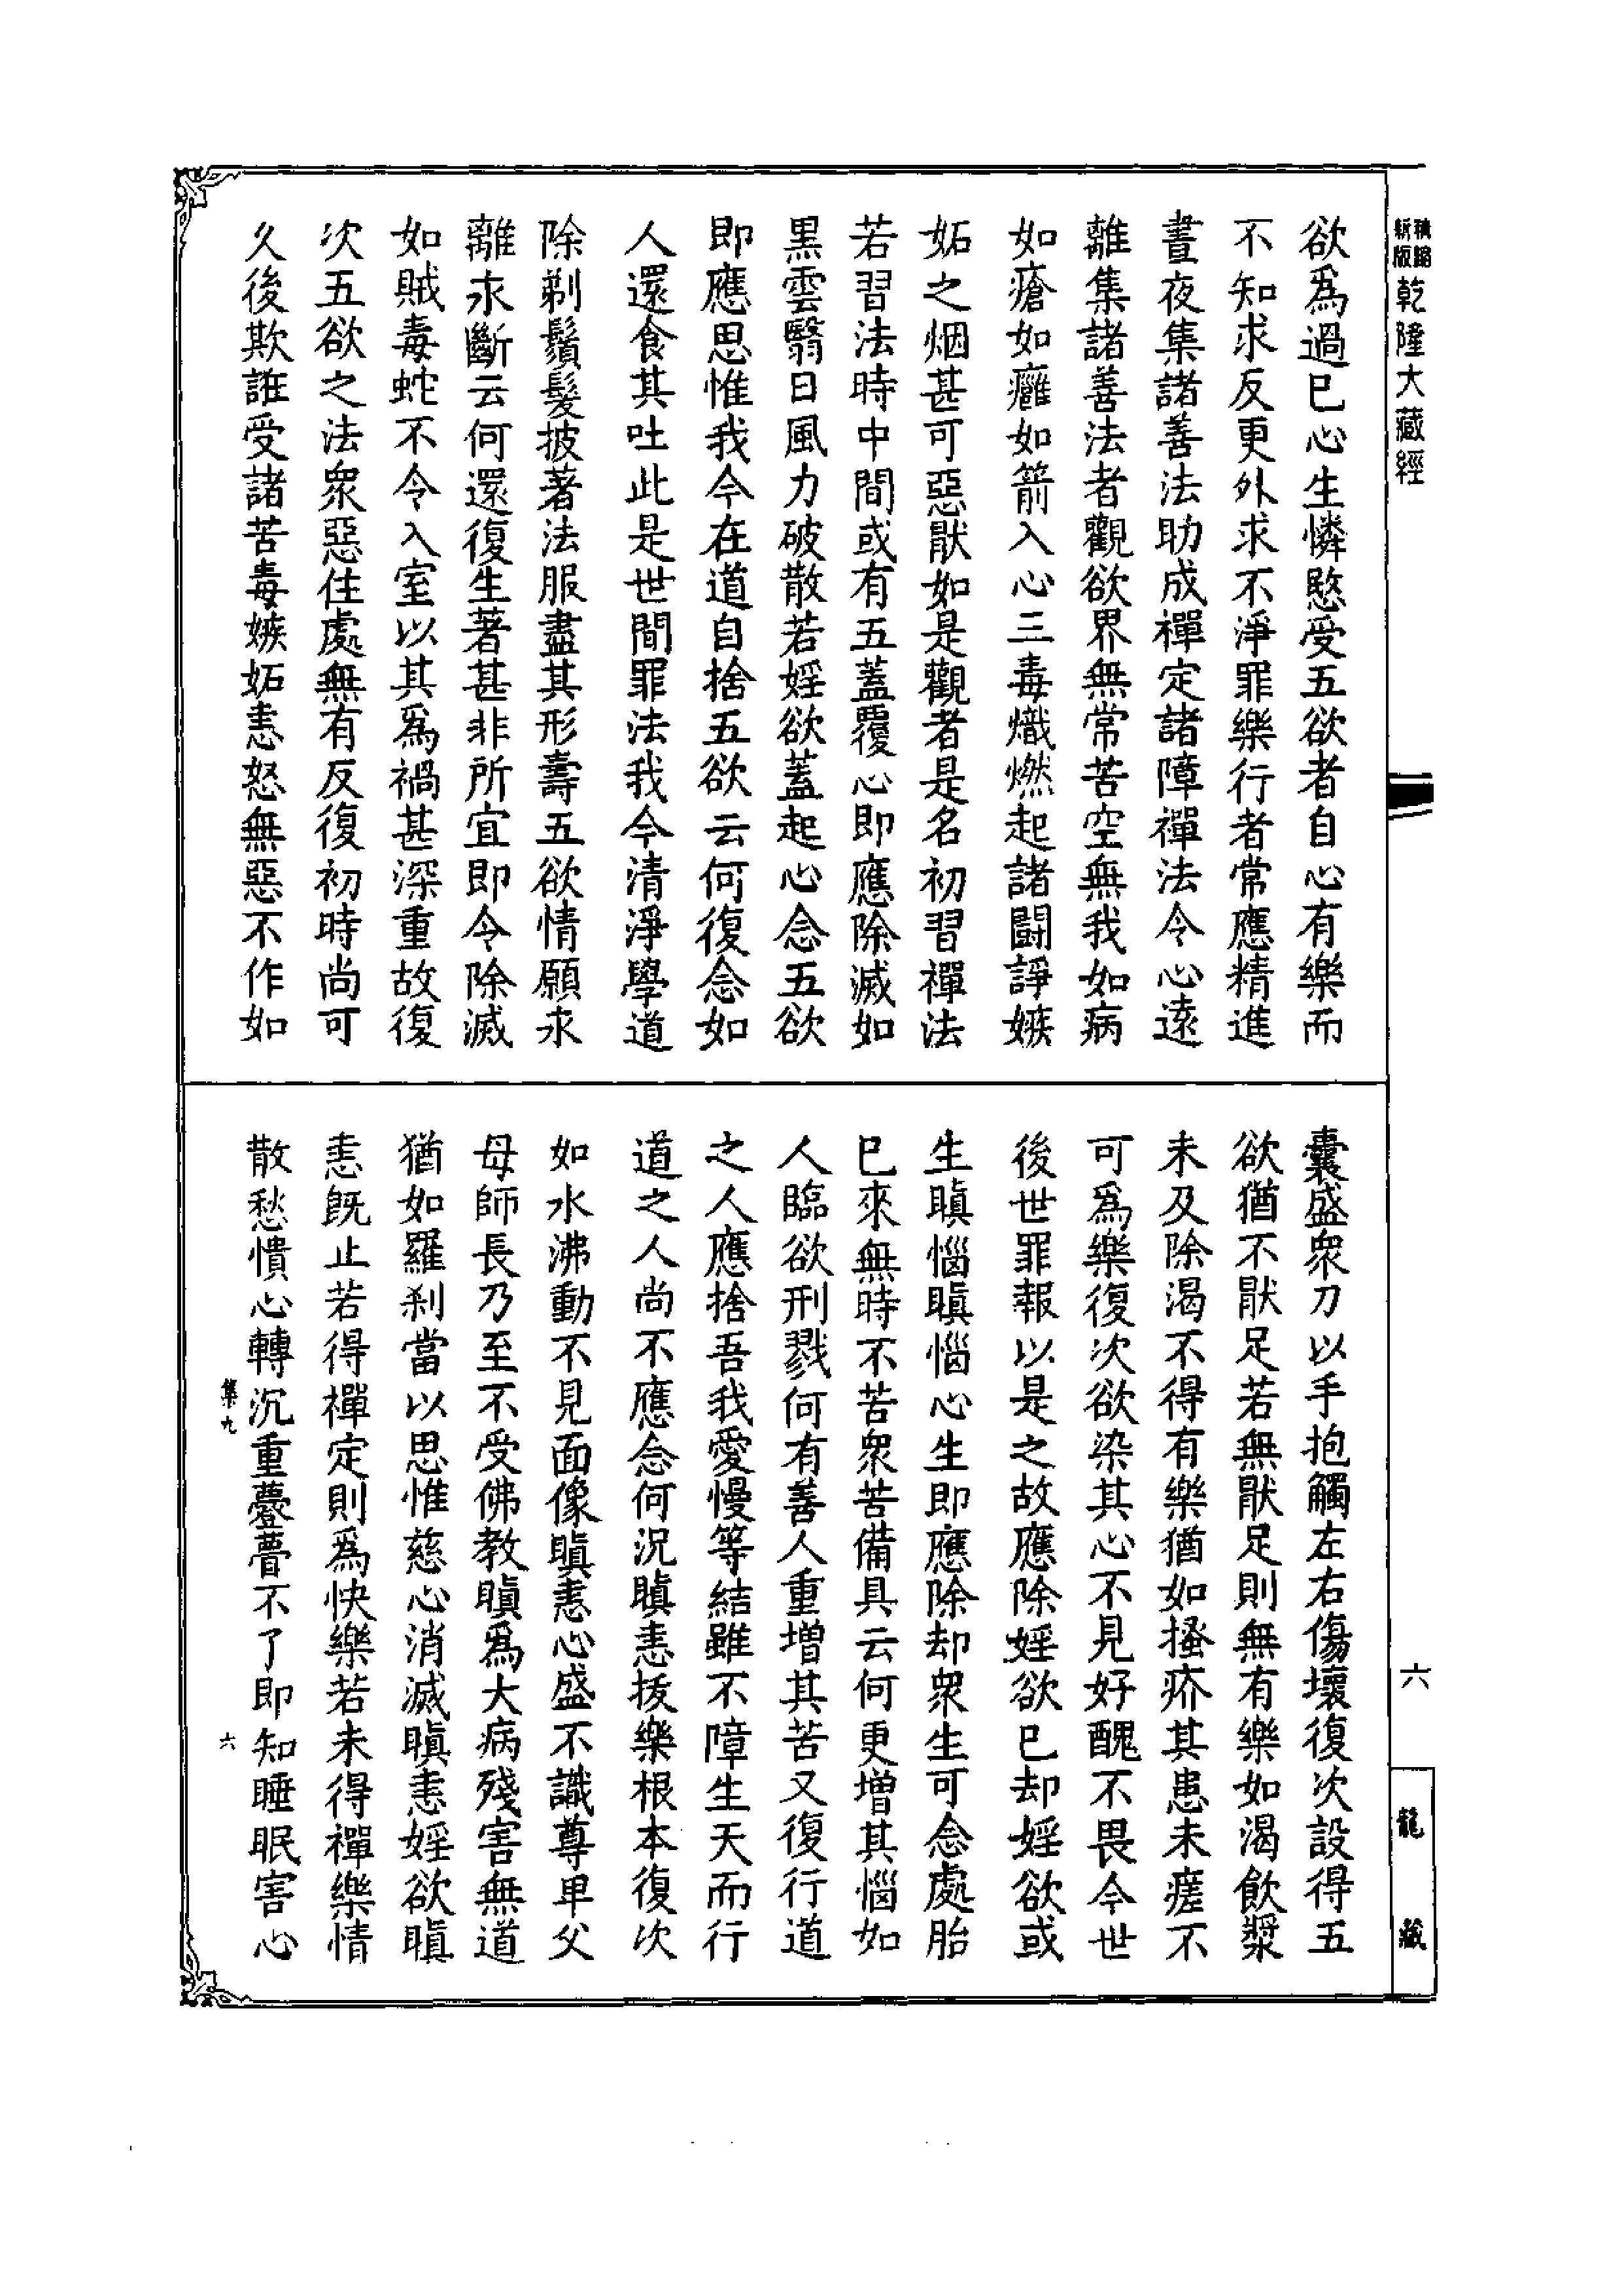 欲為過已心生憐愍受五欲者自心有樂而
不知求反更外求不淨罪樂行者常應精進
晝夜集諸善法助成禪定諸障禪法令心遠
離集諸善法者觀欲界無常苦空無我如病
如瘡如癰如箭入心三毒熾燃起諸鬪諍嫉
妬之烟甚可惡猒如是觀者是名初習禪法
若習法時中間或有五蓋覆心即應除滅如
黑雲翳日風力破散若婬欲蓋起心念五欲
即應思惟我今在道自捨五欲云何復念如
人還食其吐此是世間罪法我今清淨學道
除剃鬚髮披著法服盡其形壽五欲情願永
離永斷云何還復生著甚非所宜即令除滅
如賊毒蛇不令入室以其為禍甚深重故復
次五欲之法衆惡住處無有反復初時尚可
久後欺誑受諸苦毒嫉妬恚怒無惡不作如
囊盛衆刀以手抱觸左右傷壞復次設得五
欲猶不猒足若無猒足則無有樂如渴飲漿
未及除渴不得有樂猶如搔疥其患未瘥不
可為樂復次欲染其心不見好醜不畏今世
後世罪報以是之故應除婬欲已却婬欲或
生瞋惱瞋惱心生即應除却衆生可念處胎
已來無時不苦衆苦備具云何更增其惱如
人臨欲刑戮何有善人重增其苦又復行道
之人應捨吾我愛慢等結雖不障生天而行
道之人尚不應念何況瞋恚拔樂根本復次
如水沸動不見面像瞋恚心盛不識尊卑父
母師長乃至不受佛教瞋為大病殘害無道
猶如羅剎當以思惟慈心消滅瞋恚婬欲瞋
恚既止若得禪定則為快樂若未得禪樂情
散愁憒心轉沉重薹瞢不了即知睡眠害心
集九
六
精縮新版
乾隆大藏經
六
龍藏